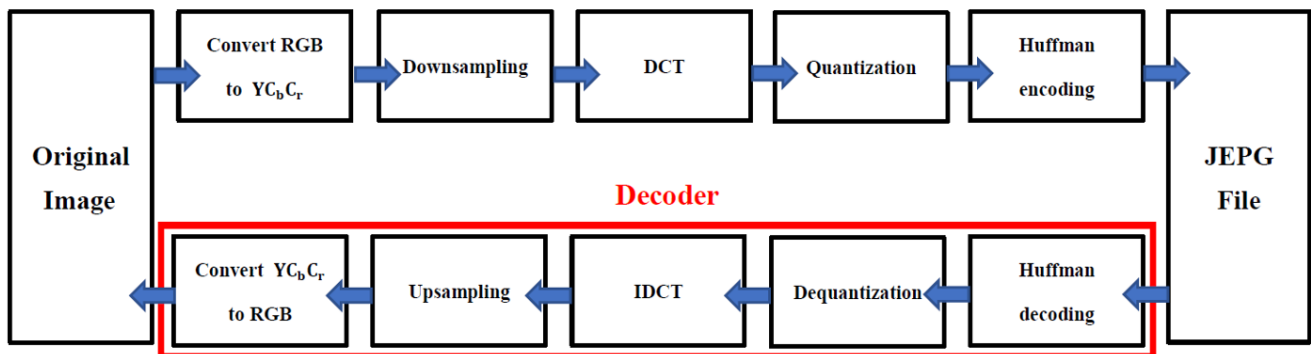 Original
Image
Convert RGB
to YCbCr
Downsampling
DCT
Quantization
Huffman
encoding
JEPG
File
Decoder
Convert YCbCr
to RGB
Upsampling
IDCT
Dequantization
Huffman
decoding